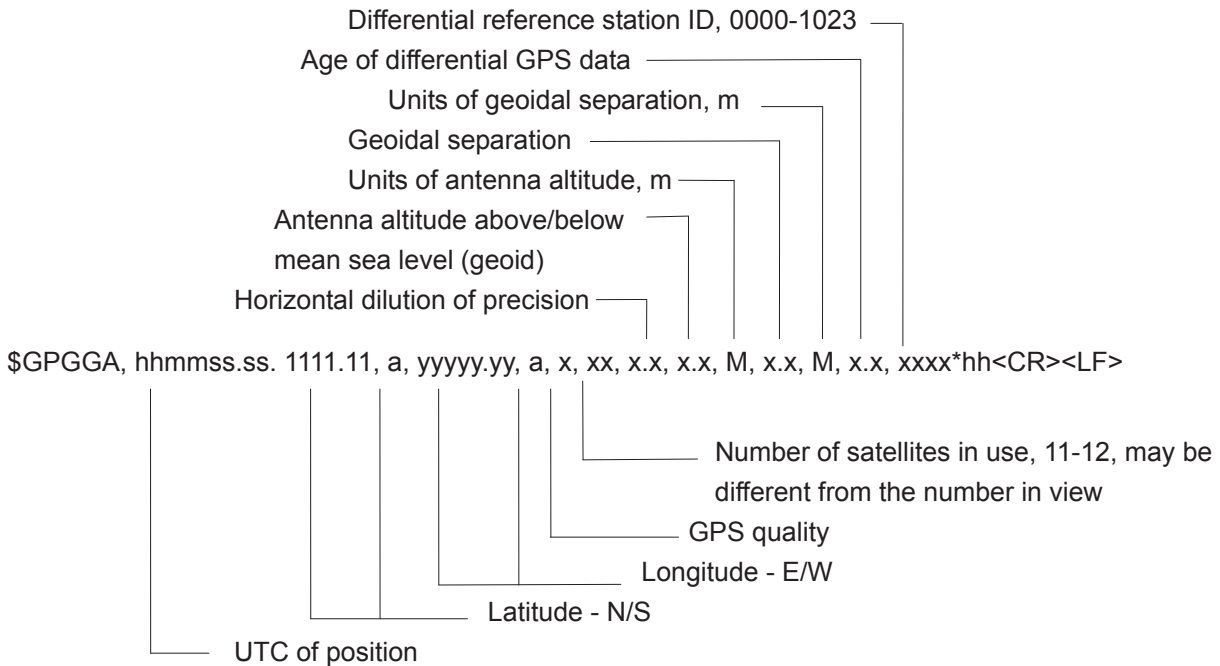 Differential reference station ID, 0000-1023
Age of differential GPS data
Units of geoidal separation, m
Geoidal separation
Units of antenna altitude, m
Antenna altitude above/below
mean sea level (geoid)
Horizontal dilution of precision
$GPGGA, hhmmss.ss. 1111.11, a, yyyyy.yy, a, x, xx, x.x, x.x, M, x.x, M, x.x, xxxx*hh<CR><LF>
Number of satellites in use, 11-12, may be
different from the number in view
GPS quality
Longitude - E/W
Latitude - N/S
UTC of position